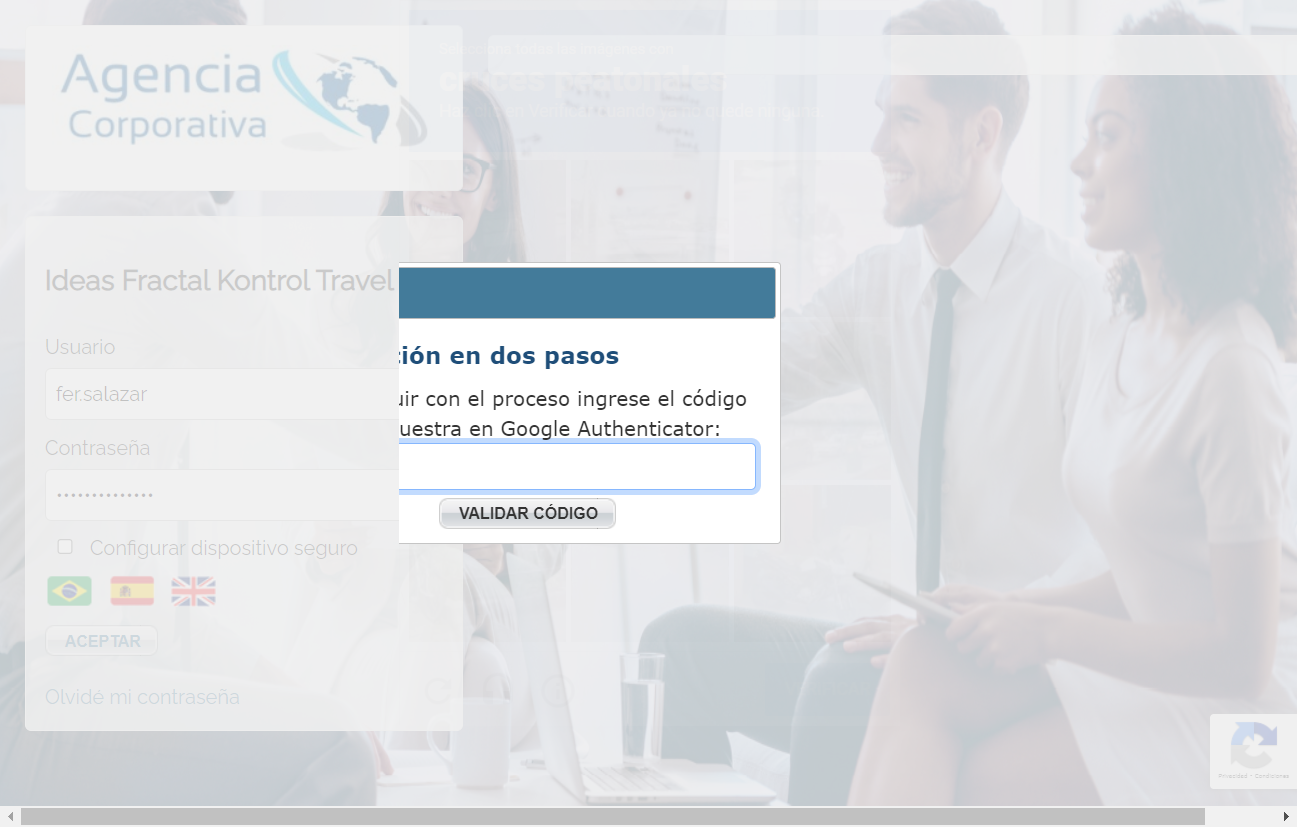 Agencia
Corporativa
Ideas Fractal Kontrol Travel
Usuario
fer.salazar
Contraseña
••••••••••••••
Configurar dispositivo seguro
ACEPTAR
Olvidé mi contraseña
ión en dos pasos
uir con el proceso ingrese el código
uestra en Google Authenticator:
VALIDAR CÓDIGO
Privacidad - Condiciones